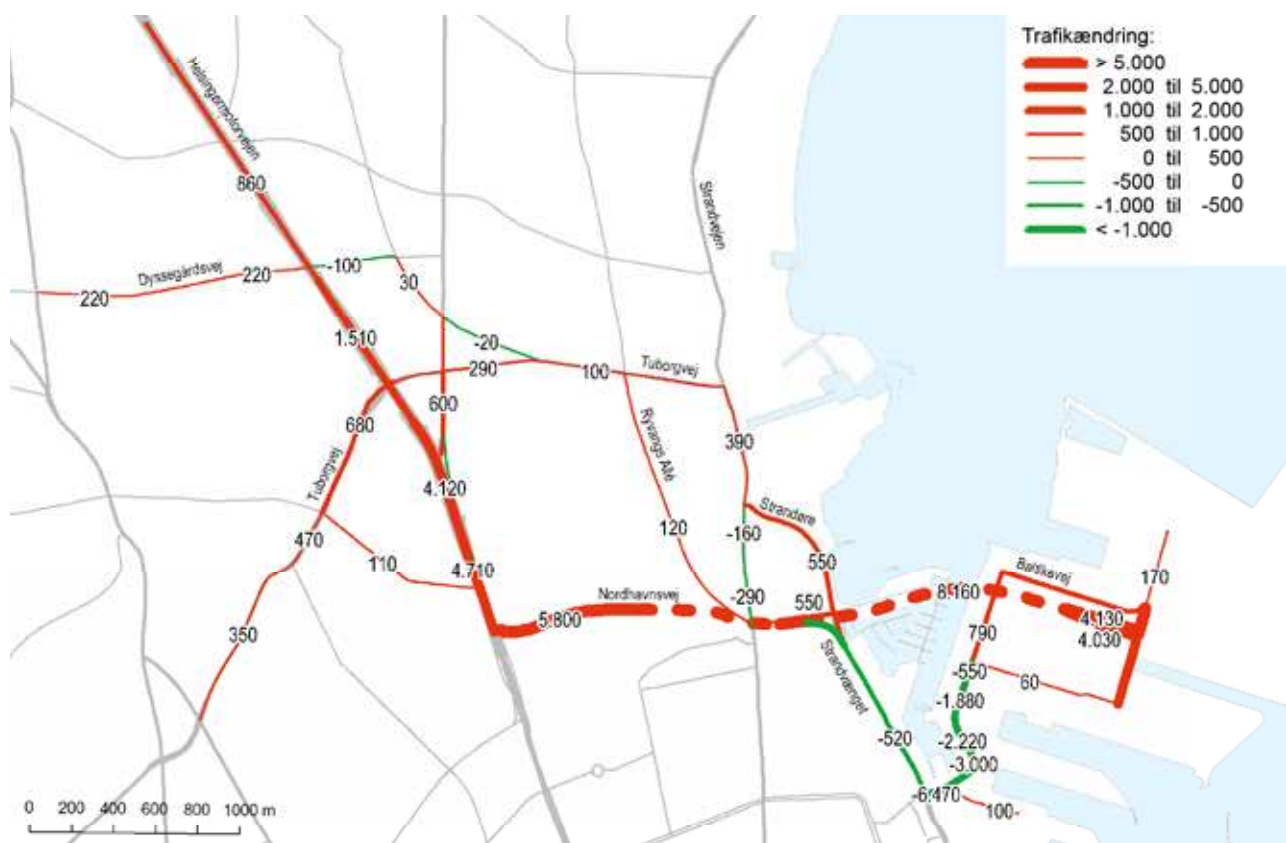 Trafikændring:
> 5.000
2.000 til 5.000
1.000 til 2.000
500 til 1.000
0 til 500
-500 til 0
-1.000 til -500
< -1.000
Helsingørmotorvejen
860
Strandvejen
Dyssegårdsvej
220
220
-100
30
1.510
-20
290
100
Tuborgvej
600
680
390
Ryvangs Allé
Tuborgvej
4.120
Strandøre
470
110
120
-160
550
4.710
Baltikavej
170
Nordhavnsvej
-290
550
8.160
5.800
4.130
4.030
350
790
Strandvænget
-550
60
-1.880
-520
-2.220
-3.000
-6.470
100-
0 200 400 600 800 1000 m